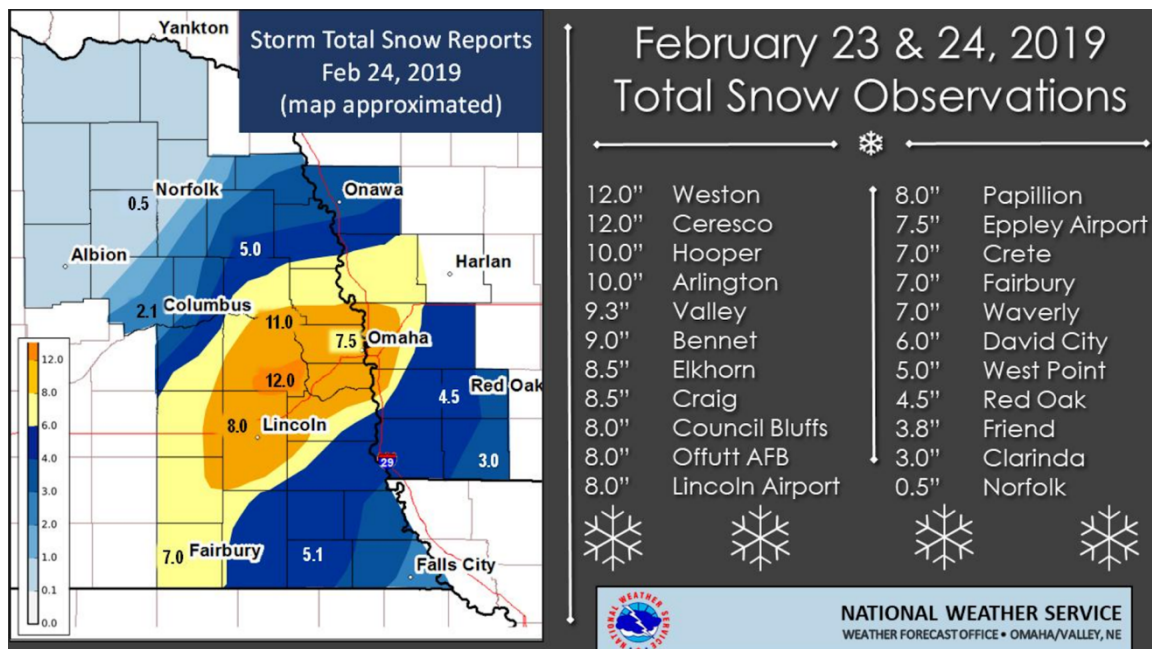 Storm Total Snow Reports
Feb 24, 2019
(map approximated)
Yankton
Norfolk
0.5
Onawa
5.0
Albion
Harlan
Columbus
2.1
11.0
7.5
Omaha
12.0
Red Oak
4.5
8.0
Lincoln
29
3.0
7.0
Fairbury
5.1
Falls City
12.0
8.0
6.0
4.0
3.0
2.0
1.0
0.1
0.0
February 23 & 24, 2019
Total Snow Observations
12.0” Weston
12.0” Ceresco
10.0” Hooper
10.0” Arlington
9.3” Valley
9.0” Bennet
8.5” Elkhorn
8.5” Craig
8.0” Council Bluffs
8.0” Offutt AFB
8.0” Lincoln Airport
8.0” Papillion
7.5” Eppley Airport
7.0” Crete
7.0” Fairbury
7.0” Waverly
6.0” David City
5.0” West Point
4.5” Red Oak
3.8” Friend
3.0” Clarinda
0.5” Norfolk
NATIONAL WEATHER SERVICE
NATIONAL WEATHER SERVICE
WEATHER FORECAST OFFICE • OMAHA/VALLEY, NE